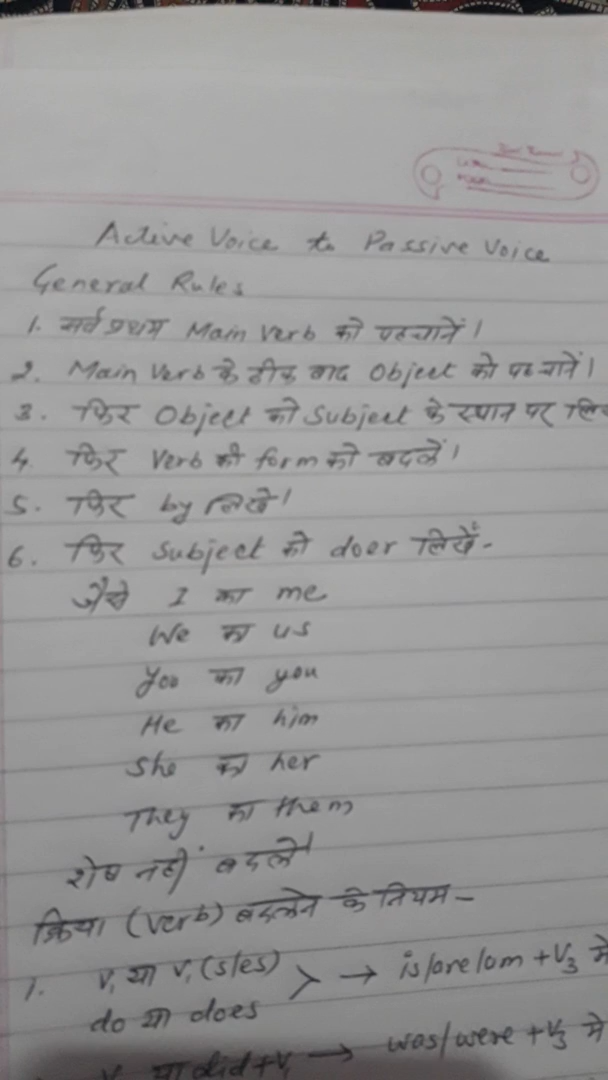 Active Voice to Passive Voice
General Rules
1. सर्व प्रथम Main Verb को पहचानें।
2. Main Verb के ठीक बाद Object को पहचानें।
3. फिर Object को Subject के स्थान पर
4. फिर Verb की form को बदलें।
5. फिर by लिखें।
6. फिर Subject को doer लिखें-
जैसे I का me
We का us
You का you
He का him
She का her
They का them
शेष नहीं बदलें।
क्रिया (Verb) बदलने के नियम -
1. V₁ या V₁(s/es) > → is/are/am + V₃ में
do या does
या did + V₁ → was/were + V₃ में